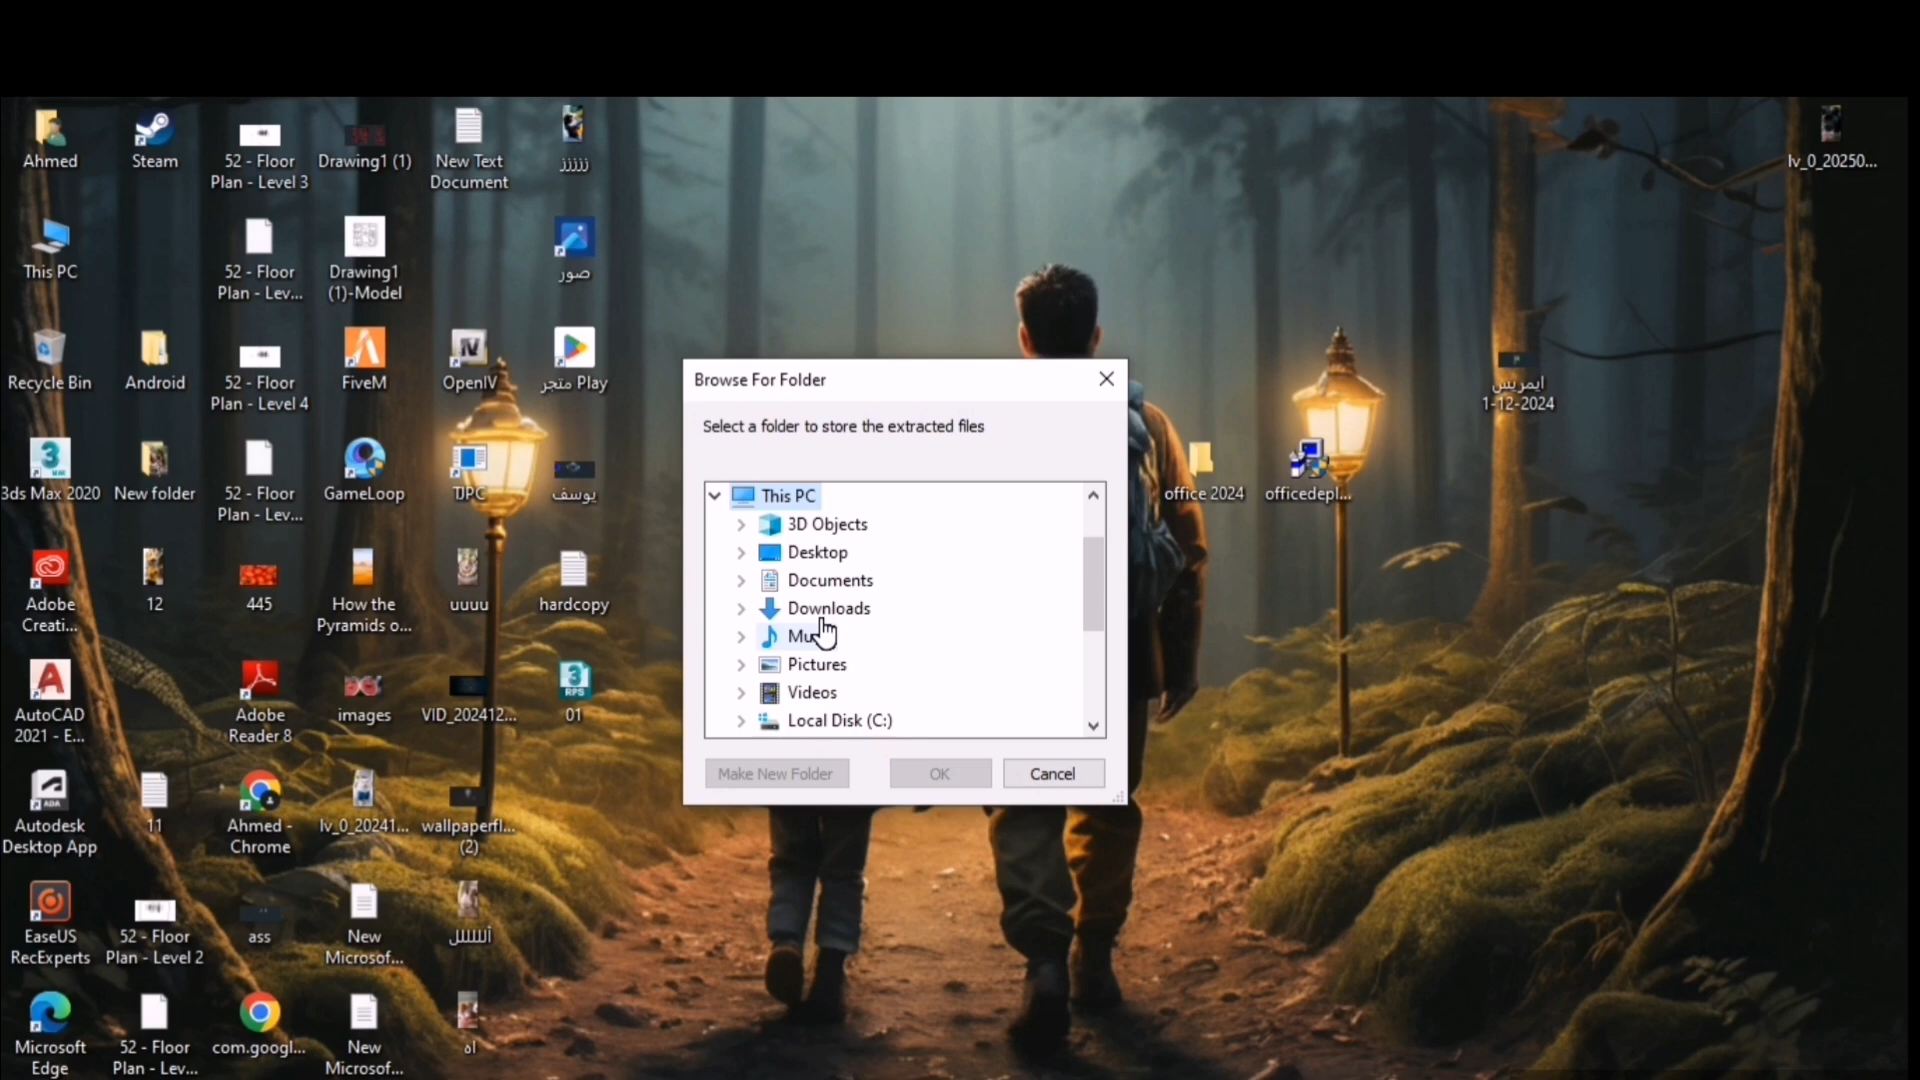 Ahmed
Steam
52 - Floor
Plan - Level 3
Drawing1 (1)
New Text
Document
ززززز
lv_0_20250...
This PC
52 - Floor
Plan - Lev...
Drawing1
(1)-Model
صور
Recycle Bin
Android
52 - Floor
Plan - Level 4
FiveM
OpenIV
متجر Play
ايمريس
1-12-2024
3ds Max 2020
New folder
52 - Floor
Plan - Lev...
GameLoop
TJPC
يوسف
office 2024
officedepl...
Adobe
Creati...
12
445
How the
Pyramids o...
uuuu
hardcopy
AutoCAD
2021 - E...
Adobe
Reader 8
images
VID_202412...
01
Autodesk
Desktop App
11
Ahmed -
Chrome
lv_0_20241...
wallpaperfl...
(2)
EaseUS
RecExperts
52 - Floor
Plan - Level 2
ass
New
Microsof...
Microsoft
Edge
52 - Floor
Plan - Lev...
com.googl...
New
Microsof...
اه
Browse For Folder
Select a folder to store the extracted files
This PC
3D Objects
Desktop
Documents
Downloads
Mu
Pictures
Videos
Local Disk (C:)
Make New Folder
OK
Cancel